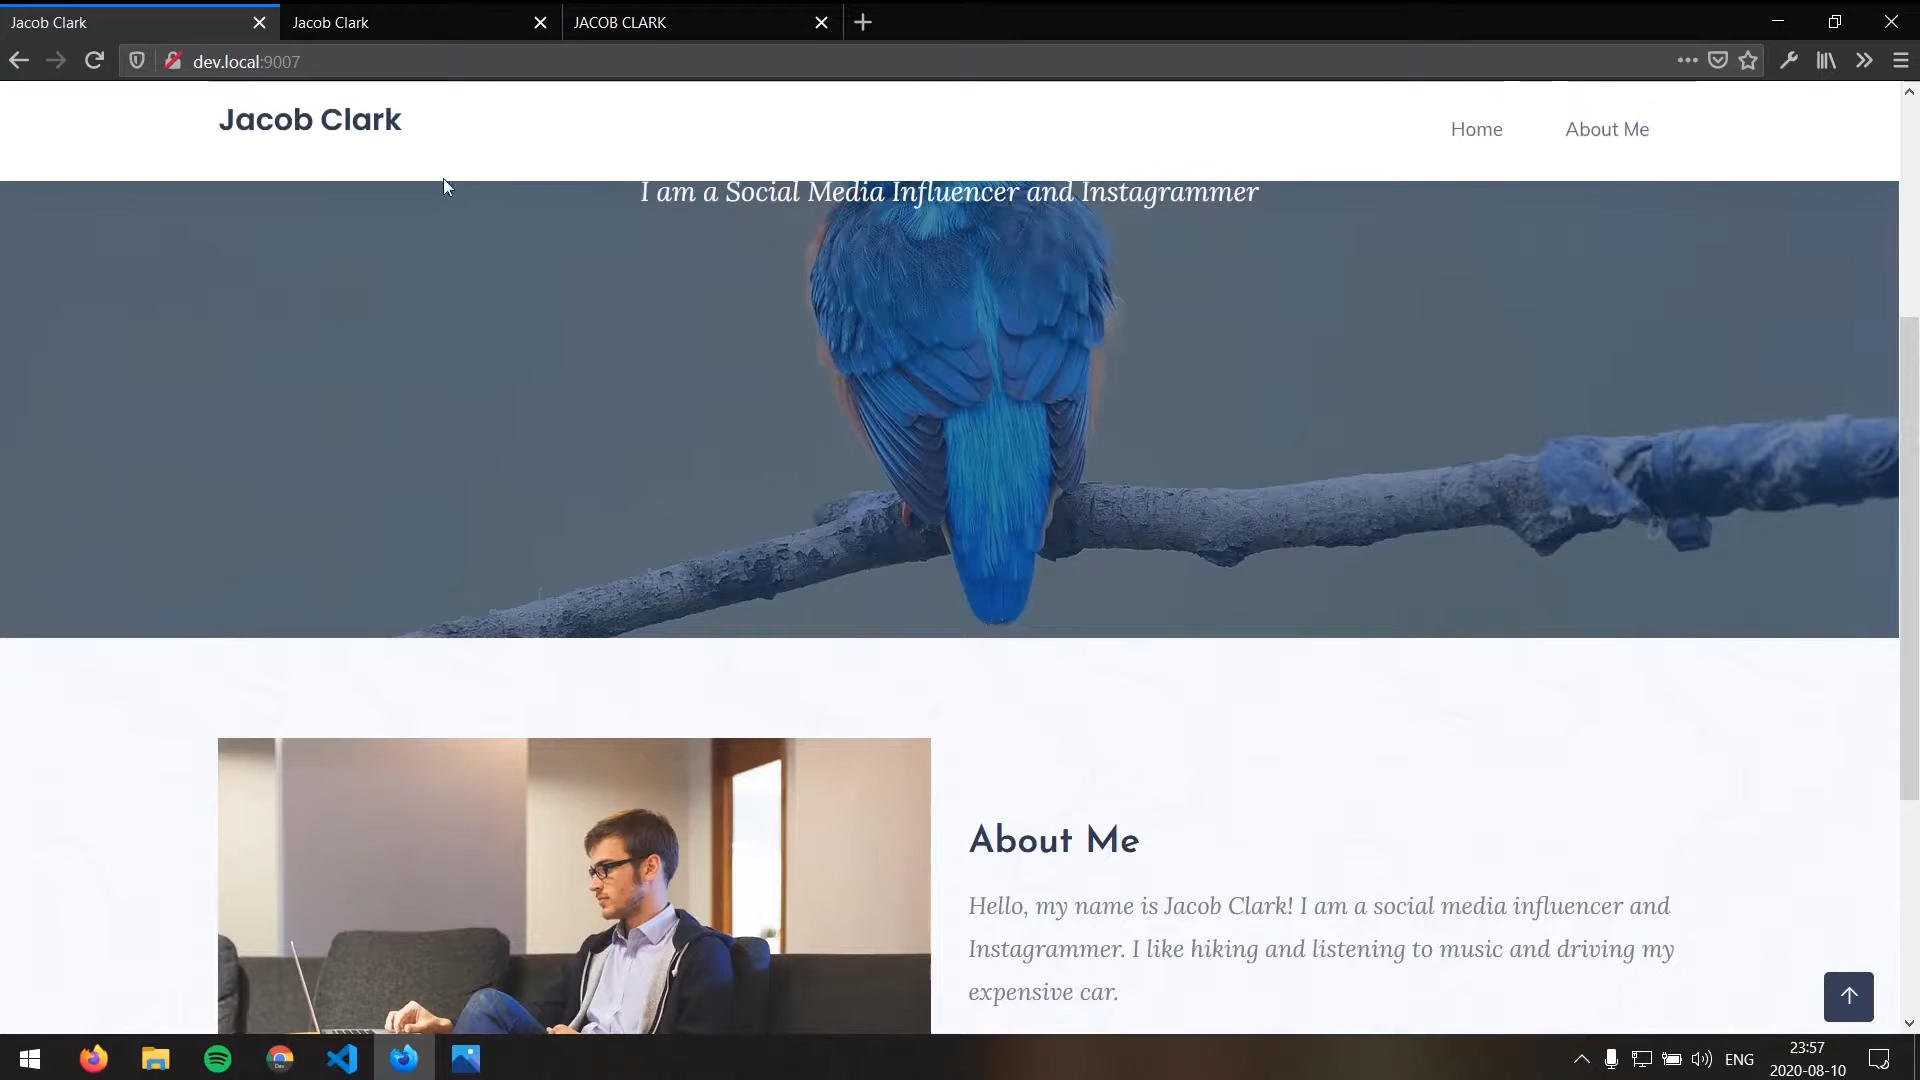 Jacob Clark
Jacob Clark
JACOB CLARK
dev.local:9007
Jacob Clark
Home
About Me
I am a Social Media Influencer and Instagrammer
About Me
Hello, my name is Jacob Clark! I am a social media influencer and
Instagrammer. I like hiking and listening to music and driving my
expensive car.
Dev
ENG
23:57
2020-08-10